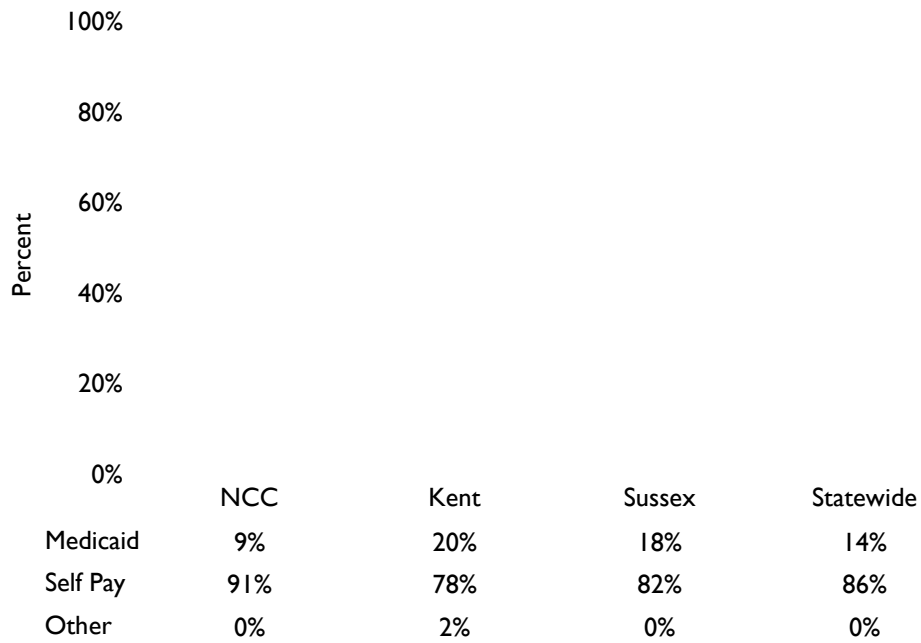 100%
80%
60%
Percent
40%
20%
0%
NCC Kent Sussex Statewide
Medicaid 9% 20% 18% 14%
Self Pay 91% 78% 82% 86%
Other 0% 2% 0% 0%